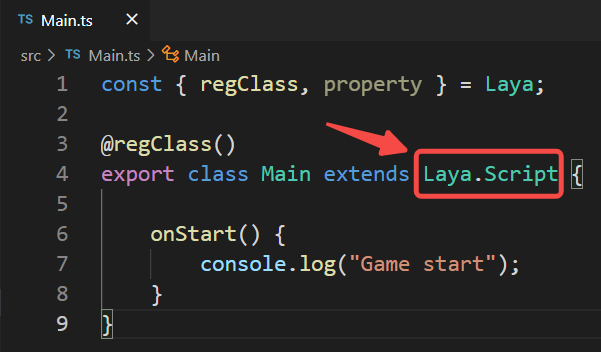 TS Main.ts ×
src > TS Main.ts > Main
1 const { regClass, property } = Laya;
2
3 @regClass()
4 export class Main extends Laya.Script {
5
6     onStart() {
7         console.log("Game start");
8     }
9 }